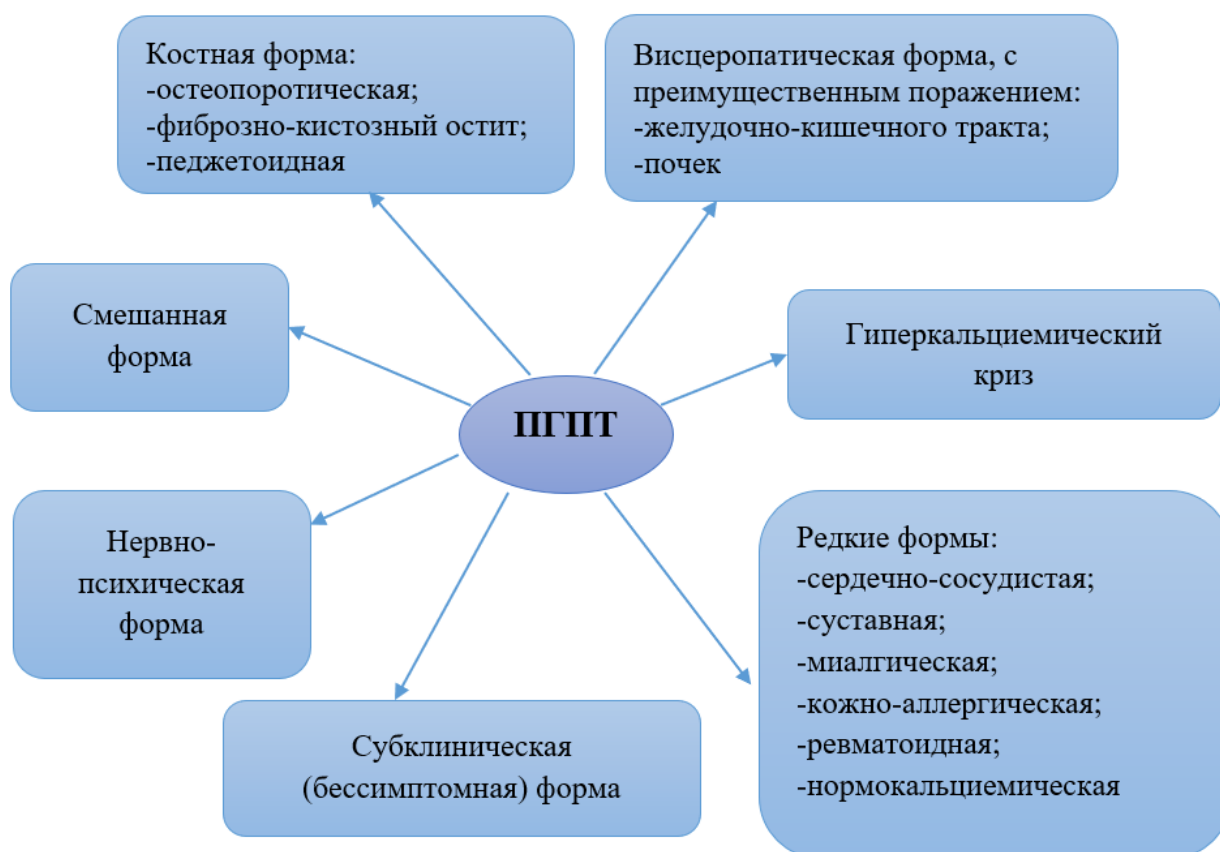 Костная форма:
-остеопоротическая;
-фиброзно-кистозный остит;
-педжетоидная
Висцеропатическая форма, с
преимущественным поражением:
-желудочно-кишечного тракта;
-почек
Смешанная
форма
Гиперкальциемический
криз
ПГПТ
Нервно-
психическая
форма
Редкие формы:
-сердечно-сосудистая;
-суставная;
-миалгическая;
-кожно-аллергическая;
-ревматоидная;
-нормокальциемическая
Субклиническая
(бессимптомная) форма